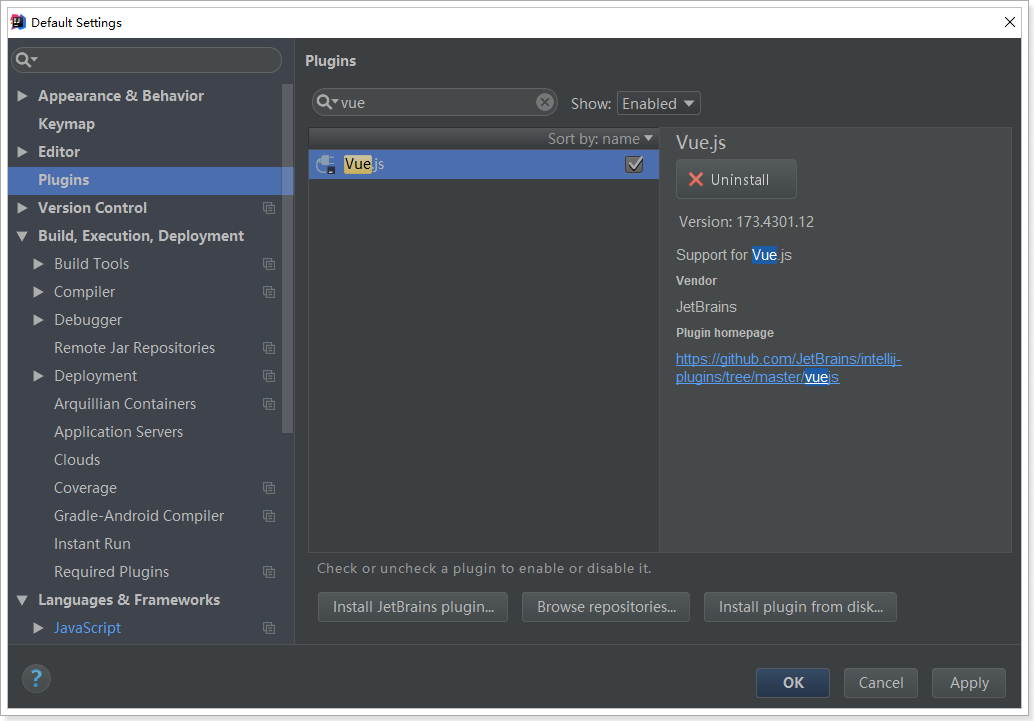 Default Settings
Appearance & Behavior
Keymap
Editor
Plugins
Version Control
Build, Execution, Deployment
Build Tools
Compiler
Debugger
Remote Jar Repositories
Deployment
Arquillian Containers
Application Servers
Clouds
Coverage
Gradle-Android Compiler
Instant Run
Required Plugins
Languages & Frameworks
JavaScript
Plugins
vue
Show: Enabled
Sort by: name
Vue.js
Vue.js
Uninstall
Version: 173.4301.12
Support for Vue.js
Vendor
JetBrains
Plugin homepage
https://github.com/JetBrains/intellij-
plugins/tree/master/vuejs
Check or uncheck a plugin to enable or disable it.
Install JetBrains plugin... Browse repositories... Install plugin from disk...
? OK Cancel Apply